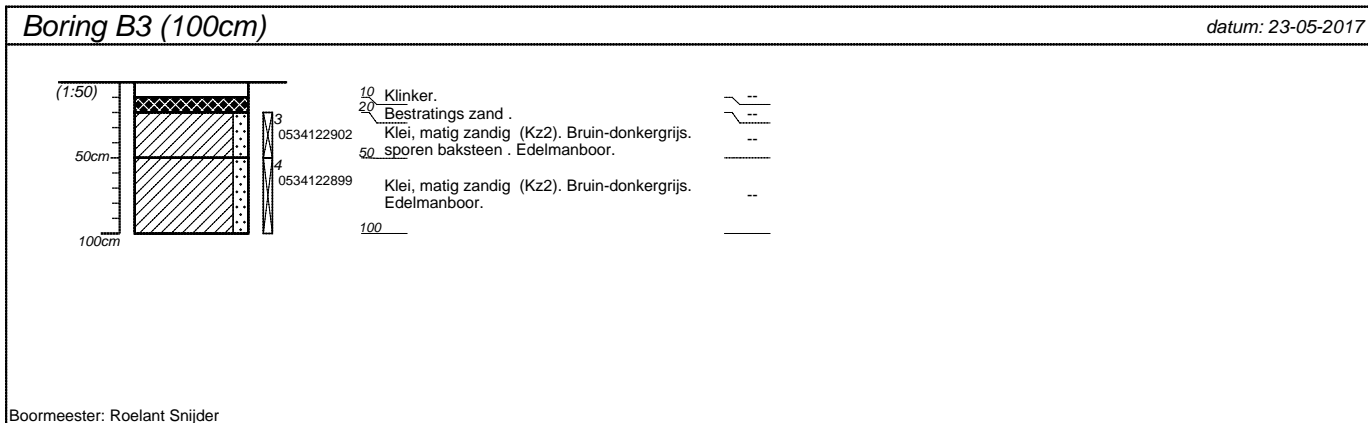 Boring B3 (100cm)
datum: 23-05-2017
(1:50)
50cm
100cm
3
0534122902
4
0534122899
10 Klinker. --
20 Bestratings zand . --
Klei, matig zandig (Kz2). Bruin-donkergrijs. --
50 sporen baksteen . Edelmanboor.
Klei, matig zandig (Kz2). Bruin-donkergrijs. --
Edelmanboor.
100
Boormeester: Roelant Snijder